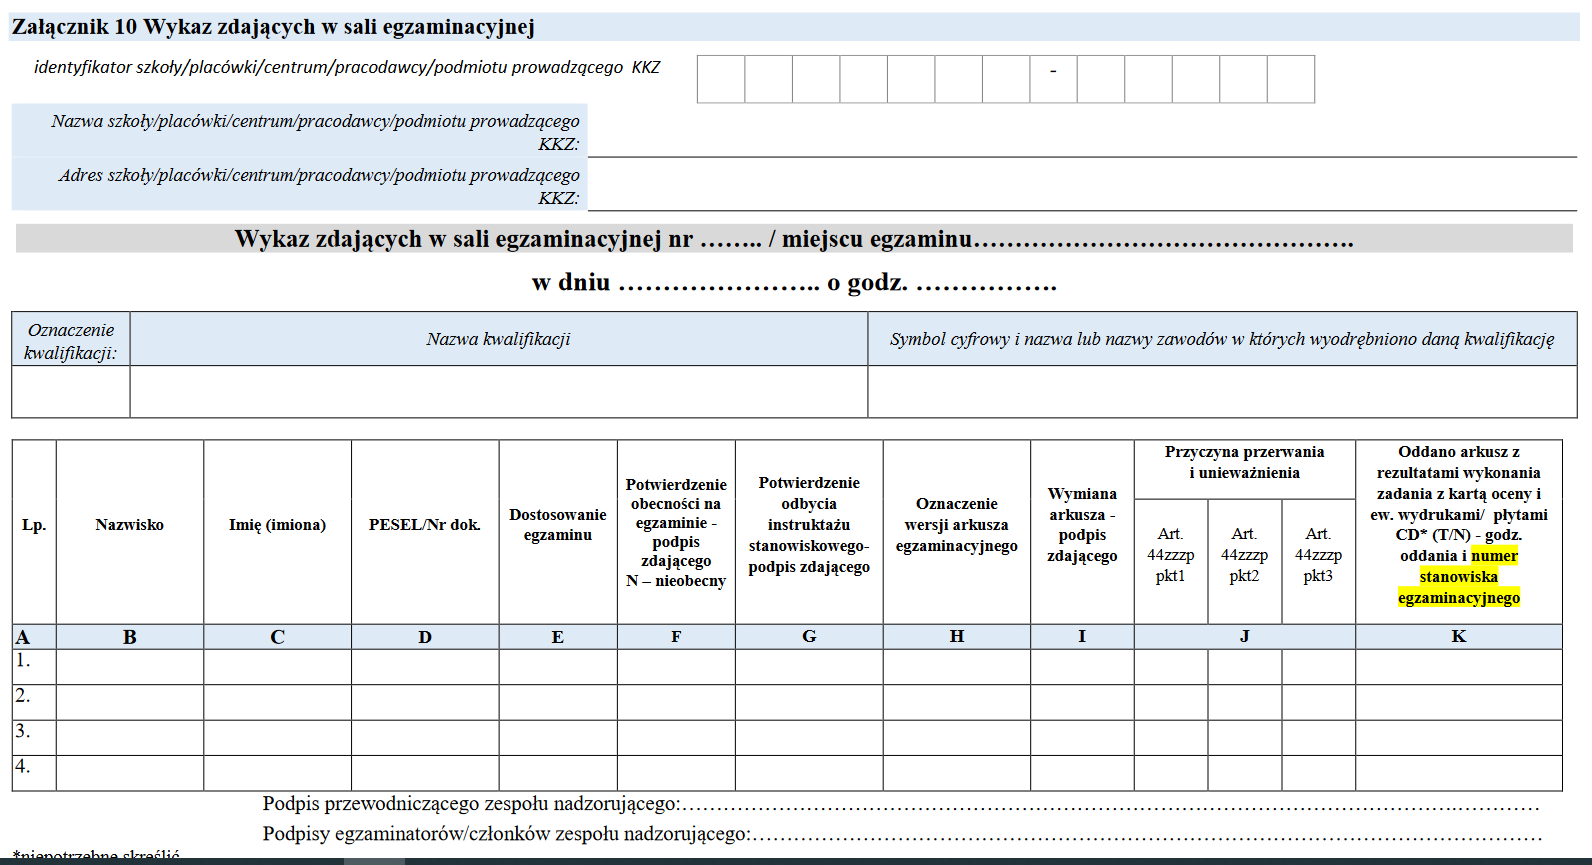 Załącznik 10 Wykaz zdających w sali egzaminacyjnej
identyfikator szkoły/placówki/centrum/pracodawcy/podmiotu prowadzącego KKZ
-
Nazwa szkoły/placówki/centrum/pracodawcy/podmiotu prowadzącego
KKZ:
Adres szkoły/placówki/centrum/pracodawcy/podmiotu prowadzącego
KKZ:
Wykaz zdających w sali egzaminacyjnej nr …….. / miejscu egzaminu……………………………………….
w dniu ………………….. o godz. …………….
Oznaczenie
kwalifikacji:
Nazwa kwalifikacji
Symbol cyfrowy i nazwa lub nazwy zawodów w których wyodrębniono daną kwalifikację
Lp.
Nazwisko
Imię (imiona)
PESEL/Nr dok.
Dostosowanie
egzaminu
Potwierdzenie
obecności na
egzaminie -
podpis
zdającego
N – nieobecny
Potwierdzenie
odbycia
instruktażu
stanowiskowego-
podpis zdającego
Oznaczenie
wersji arkusza
egzaminacyjnego
Wymiana
arkusza -
podpis
zdającego
Przyczyna przerwania
i unieważnienia
Art.
44zzzp
pkt1
Art.
44zzzp
pkt2
Art.
44zzzp
pkt3
Oddano arkusz z
rezultatami wykonania
zadania z kartą oceny i
ew. wydrukami/ płytami
CD* (T/N) - godz.
oddania i numer
stanowiska
egzaminacyjnego
A B C D E F G H I J K
1.
2.
3.
4.
Podpis przewodniczącego zespołu nadzorującego:………………………………………………………………………………………………
Podpisy egzaminatorów/członków zespołu nadzorującego:………………………………………………………………………………………
*niepotrzebne skreślić